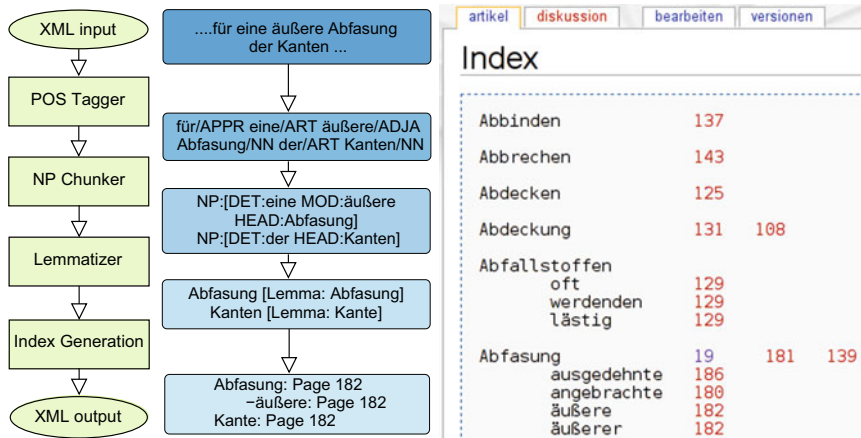 XML input
POS Tagger
NP Chunker
Lemmatizer
Index Generation
XML output
....für eine äußere Abfasung
der Kanten ...
für/APPR eine/ART äußere/ADJA
Abfasung/NN der/ART Kanten/NN
NP:[DET:eine MOD:äußere
HEAD:Abfasung]
NP:[DET:der HEAD:Kanten]
Abfasung [Lemma: Abfasung]
Kanten [Lemma: Kante]
Abfasung: Page 182
−äußere: Page 182
Kante: Page 182
artikel diskussion bearbeiten versionen
Index
Abbinden 137
Abbrechen 143
Abdecken 125
Abdeckung 131 108
Abfallstoffen
oft 129
werdenden 129
lästig 129
Abfasung 19 181 139
ausgedehnte 186
angebrachte 180
äußere 182
äußerer 182